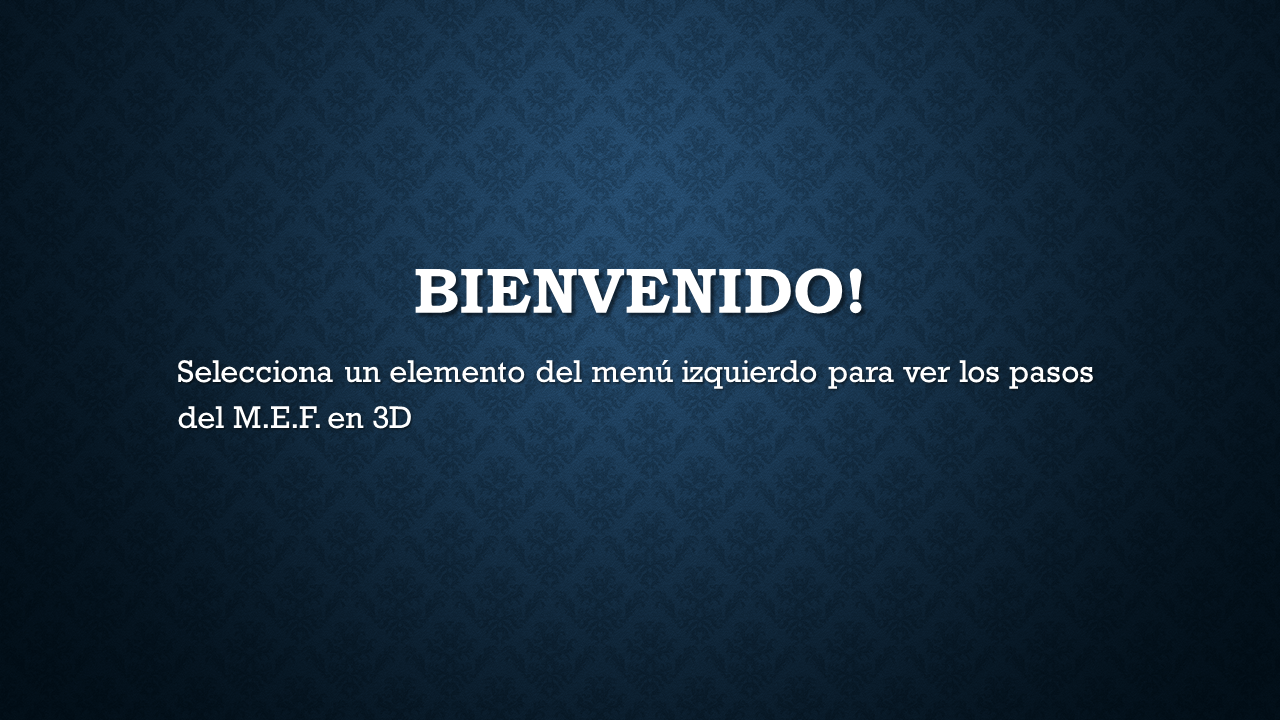 BIENVENIDO!
Selecciona un elemento del menú izquierdo para ver los pasos
del M.E.F. en 3D